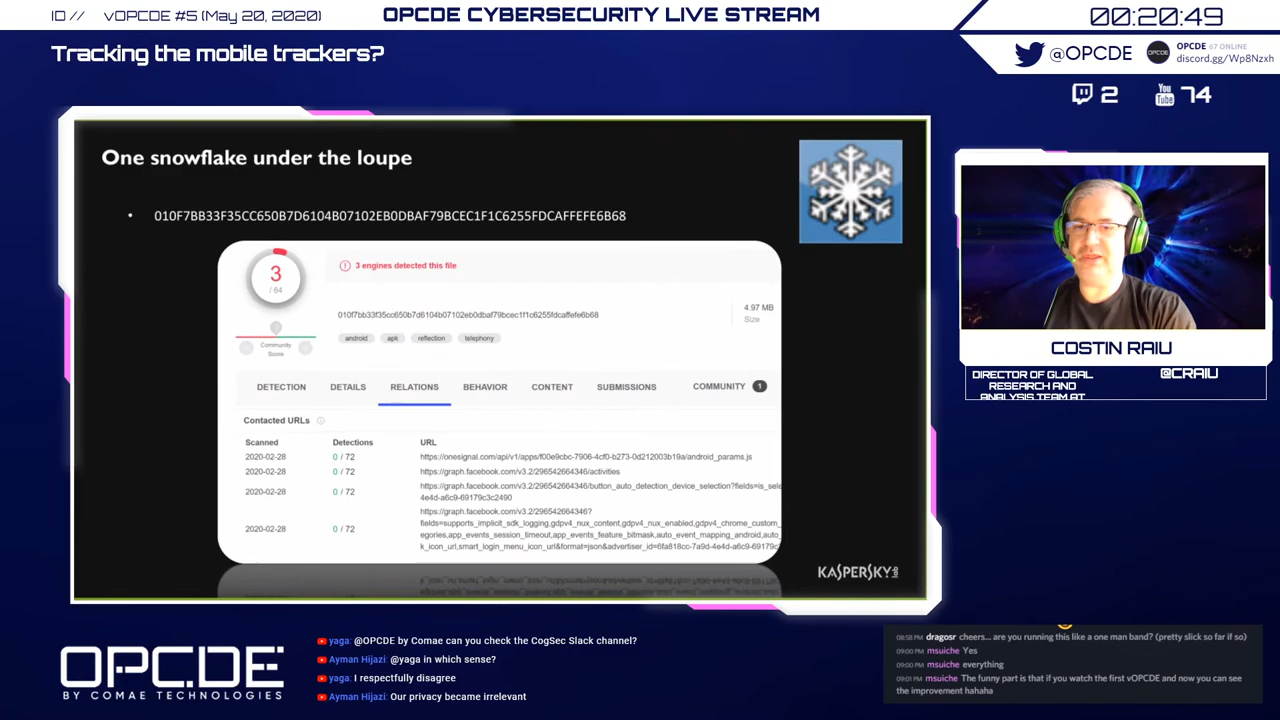 ID // vOPCDE #5 (May 20, 2020)
OPCDE CYBERSECURITY LIVE STREAM
00:20:49
Tracking the mobile trackers?
@OPCDE
OPCDE
OPCDE 67 ONLINE
discord.gg/Wp8Nzxh
2
You Tube 74
One snowflake under the loupe
• 010F7BB33F35CC650B7D6104B07102EB0DBAF79BCEC1F1C6255FDCAFFEFE6B68
3
/ 64
3 engines detected this file
010f7bb33f35cc650b7d6104b07102eb0dbaf79bcec1f1c6255fdcaffefe6b68
4.97 MB
Size
android apk reflection telephony
Community
Score
DETECTION DETAILS RELATIONS BEHAVIOR CONTENT SUBMISSIONS COMMUNITY 1
Contacted URLs
Scanned Detections URL
2020-02-28 0 / 72 https://onesignal.com/api/v1/apps/f00e9cbc-7906-4cf0-b273-0d212003b19a/android_params.js
2020-02-28 0 / 72 https://graph.facebook.com/v3.2/296542664346/activities
2020-02-28 0 / 72 https://graph.facebook.com/v3.2/296542664346/button_auto_detection_device_selection?fields=is_sele
4e4d-a6c9-69179c3c2490
https://graph.facebook.com/v3.2/296542664346?
2020-02-28 0 / 72 fields=supports_implicit_sdk_logging,gdpv4_nux_content,gdpv4_nux_enabled,gdpv4_chrome_custom_
egories,app_events_session_timeout,app_events_feature_bitmask,auto_event_mapping_android,auto_
k_icon_url,smart_login_menu_icon_url&format=json&advertiser_id=6fa818cc-7a9d-4e4d-a6c9-69179c
KASPERSKY lab
COSTIN RAIU
DIRECTOR OF GLOBAL
RESEARCH AND
ANALYSIS TEAM AT
@CRAIU
OPCDE
BY COMAE TECHNOLOGIES
yaga: @OPCDE by Comae can you check the CogSec Slack channel?
Ayman Hijazi: @yaga in which sense?
yaga: I respectfully disagree
Ayman Hijazi: Our privacy became irrelevant
08:58 PM dragosr cheers... are you running this like a one man band? (pretty slick so far if so)
09:00 PM msuiche Yes
09:00 PM msuiche everything
09:01 PM msuiche The funny part is that if you watch the first vOPCDE and now you can see
the improvement hahaha